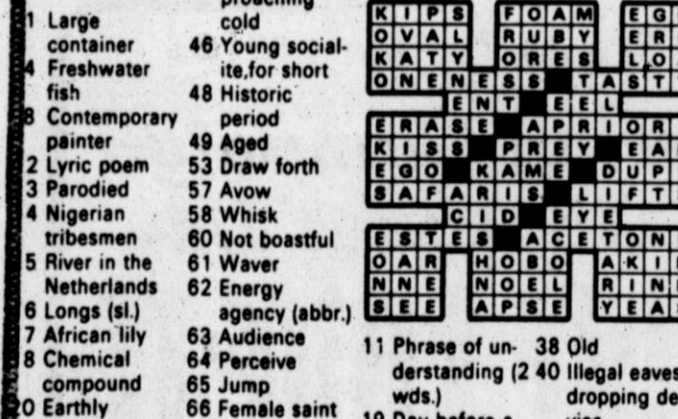 1 Large
container
4 Freshwater
fish
8 Contemporary
painter
2 Lyric poem
3 Parodied
4 Nigerian
tribesmen
5 River in the
Netherlands
6 Longs (sl.)
7 African lily
8 Chemical
compound
20 Earthly
proaching
cold
46 Young social-
ite,for short
48 Historic
period
49 Aged
53 Draw forth
57 Avow
58 Whisk
60 Not boastful
61 Waver
62 Energy
agency (abbr.)
63 Audience
64 Perceive
65 Jump
66 Female saint
KIPS FOAM EG
OVAL RUBY ER
KATY ORES LO
ONENESS TAST
ENT EEL
ERASE APRIOR
KISS PREY EA
EGO KAME DUP
SAFARIS LIFT
CID EYE
ESTES ACETON
OAR HOBO AKI
NNE NOEL RIN
SEE APSE YEA
11 Phrase of un-
derstanding (2
wds.)
19 Day before a
38 Old
40 Illegal eaves
dropping de